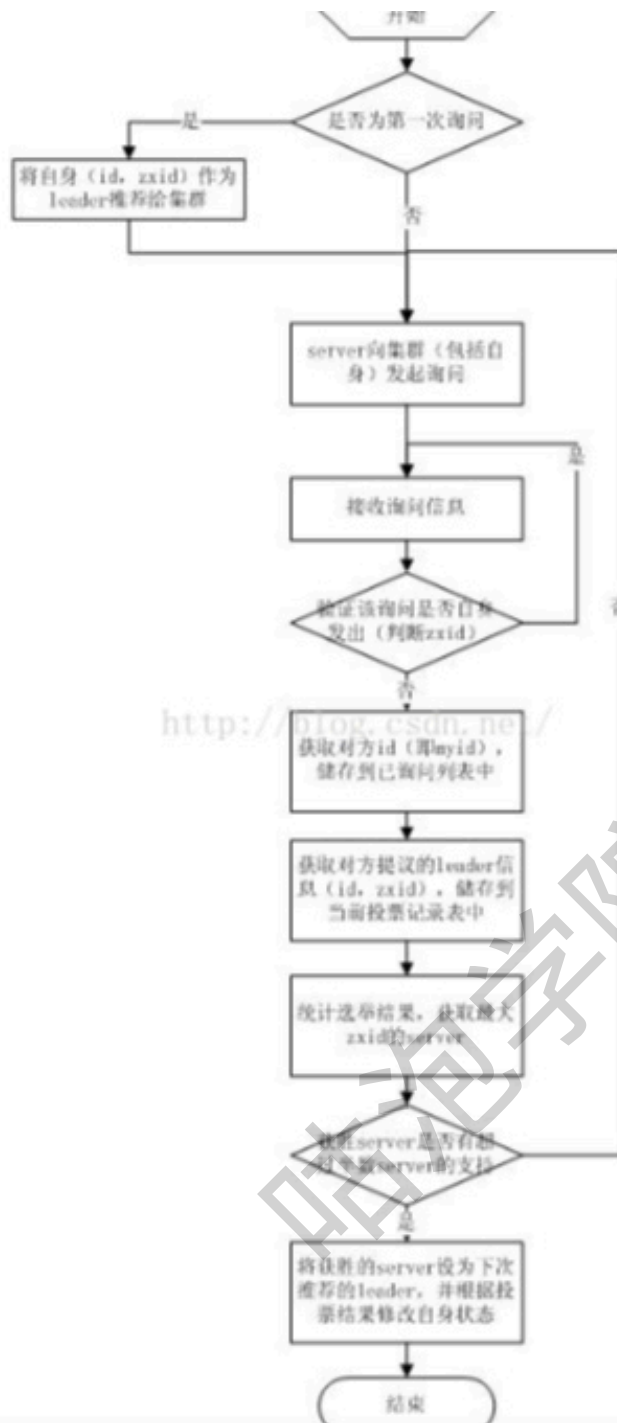 开始
是否为第一次询问
是
将自身（id，zxid）作为
leader推荐给集群
否
server向集群（包括自
身）发起询问
是
接收询问信息
验证该询问是否自身
发出（判断zxid）
否
否
http://blog.csdn.net/
获取对方id（即myid），
储存到已询问列表中
获取对方提议的leader信
息（id，zxid），储存到
当前投票记录表中
统计选举结果，获取最大
zxid的server
获胜server是否有超
过半数server的支持
是
将获胜的server设为下次
推荐的leader，并根据投
票结果修改自身状态
结束
咕泡学院